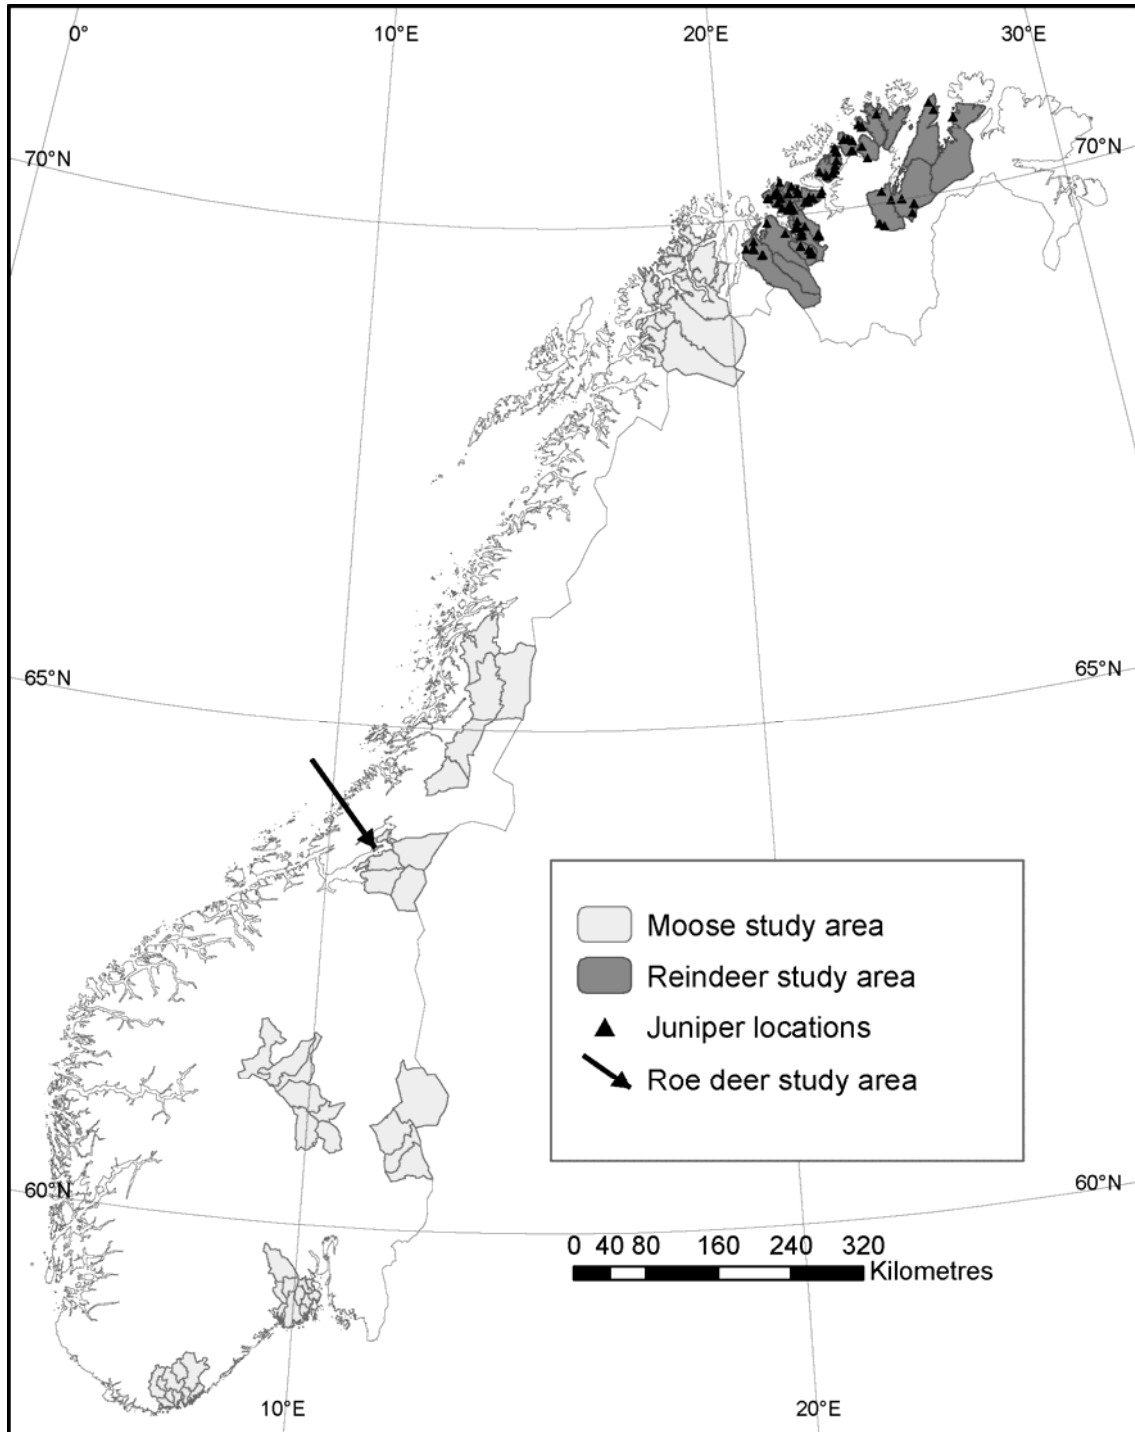 0° 10°E 20°E 30°E
70°N 70°N
65°N 65°N
Moose study area
Reindeer study area
Juniper locations
Roe deer study area
60°N 60°N
0 40 80 160 240 320
Kilometres
10°E 20°E